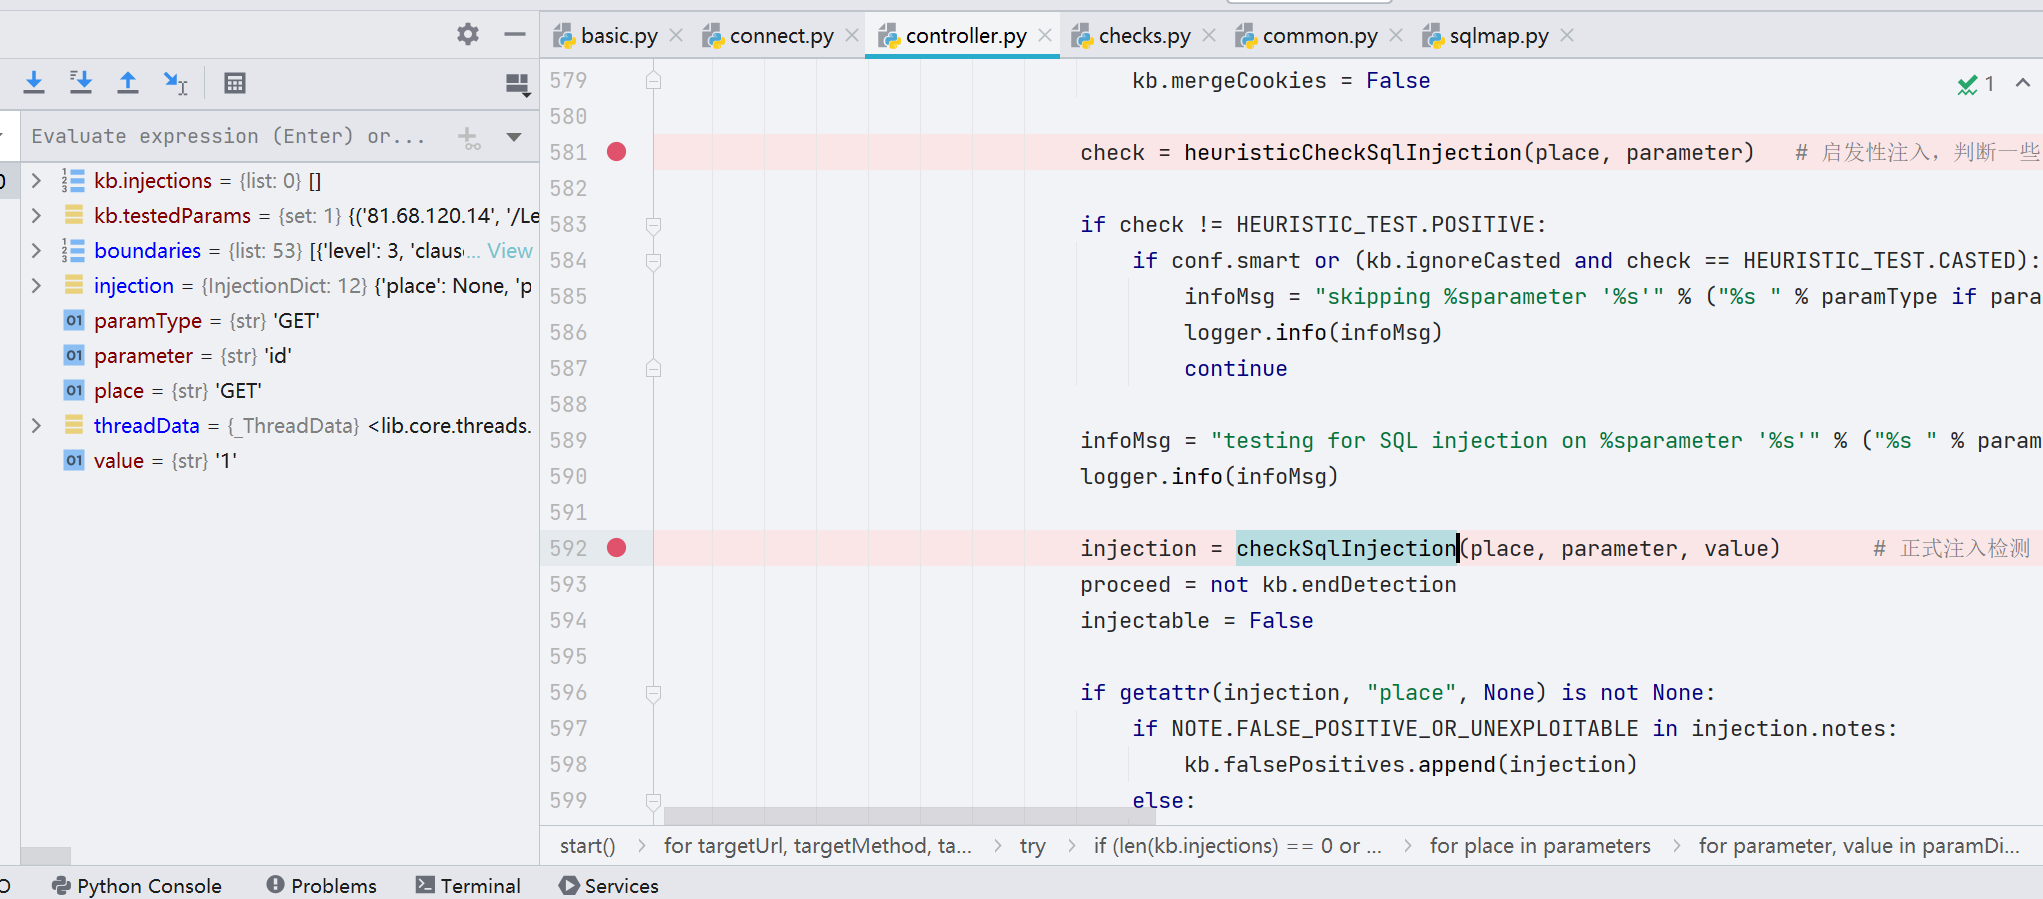 basic.py
connect.py
controller.py
checks.py
common.py
sqlmap.py
Evaluate expression (Enter) or...
kb.injections = {list: 0} []
kb.testedParams = {set: 1} {('81.68.120.14', '/Le
boundaries = {list: 53} [{'level': 3, 'claus... View
injection = {InjectionDict: 12} {'place': None, 'p
paramType = {str} 'GET'
parameter = {str} 'id'
place = {str} 'GET'
threadData = {_ThreadData} <lib.core.threads.
value = {str} '1'
1
579 kb.mergeCookies = False
580
581 check = heuristicCheckSqlInjection(place, parameter) # 启发性注入，判断一些
582
583 if check != HEURISTIC_TEST.POSITIVE:
584 if conf.smart or (kb.ignoreCasted and check == HEURISTIC_TEST.CASTED):
585 infoMsg = "skipping %sparameter '%s'" % ("%s " % paramType if para
586 logger.info(infoMsg)
587 continue
588
589 infoMsg = "testing for SQL injection on %sparameter '%s'" % ("%s " % param
590 logger.info(infoMsg)
591
592 injection = checkSqlInjection(place, parameter, value) # 正式注入检测
593 proceed = not kb.endDetection
594 injectable = False
595
596 if getattr(injection, "place", None) is not None:
597 if NOTE.FALSE_POSITIVE_OR_UNEXPLOITABLE in injection.notes:
598 kb.falsePositives.append(injection)
599 else:
start() > for targetUrl, targetMethod, ta... > try > if (len(kb.injections) == 0 or ... > for place in parameters > for parameter, value in paramDi...
Python Console
Problems
Terminal
Services